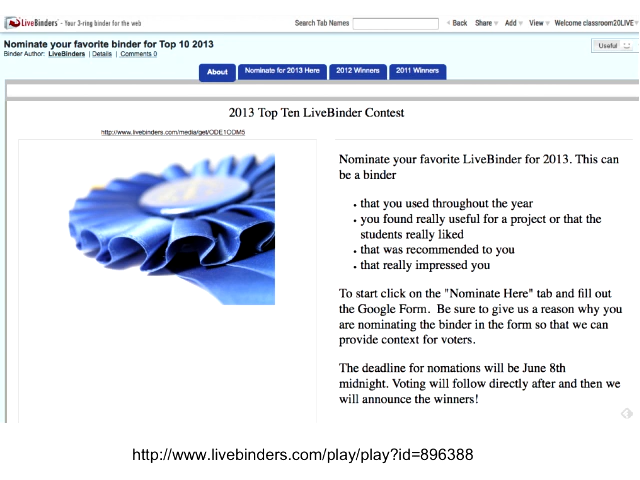 LiveBinders - Your 3-ring binder for the web Search Tab Names Back Share Add View Welcome classroom20LIVE
Nominate your favorite binder for Top 10 2013
Binder Author: LiveBinders | Details | Comments 0
Useful
About Nominate for 2013 Here 2012 Winners 2011 Winners
2013 Top Ten LiveBinder Contest
http://www.livebinders.com/media/get/ODE1ODM5
Nominate your favorite LiveBinder for 2013. This can
be a binder
• that you used throughout the year
• you found really useful for a project or that the
students really liked
• that was recommended to you
• that really impressed you
To start click on the "Nominate Here" tab and fill out
the Google Form. Be sure to give us a reason why you
are nominating the binder in the form so that we can
provide context for voters.
The deadline for nomations will be June 8th
midnight. Voting will follow directly after and then we
will announce the winners!
http://www.livebinders.com/play/play?id=896388